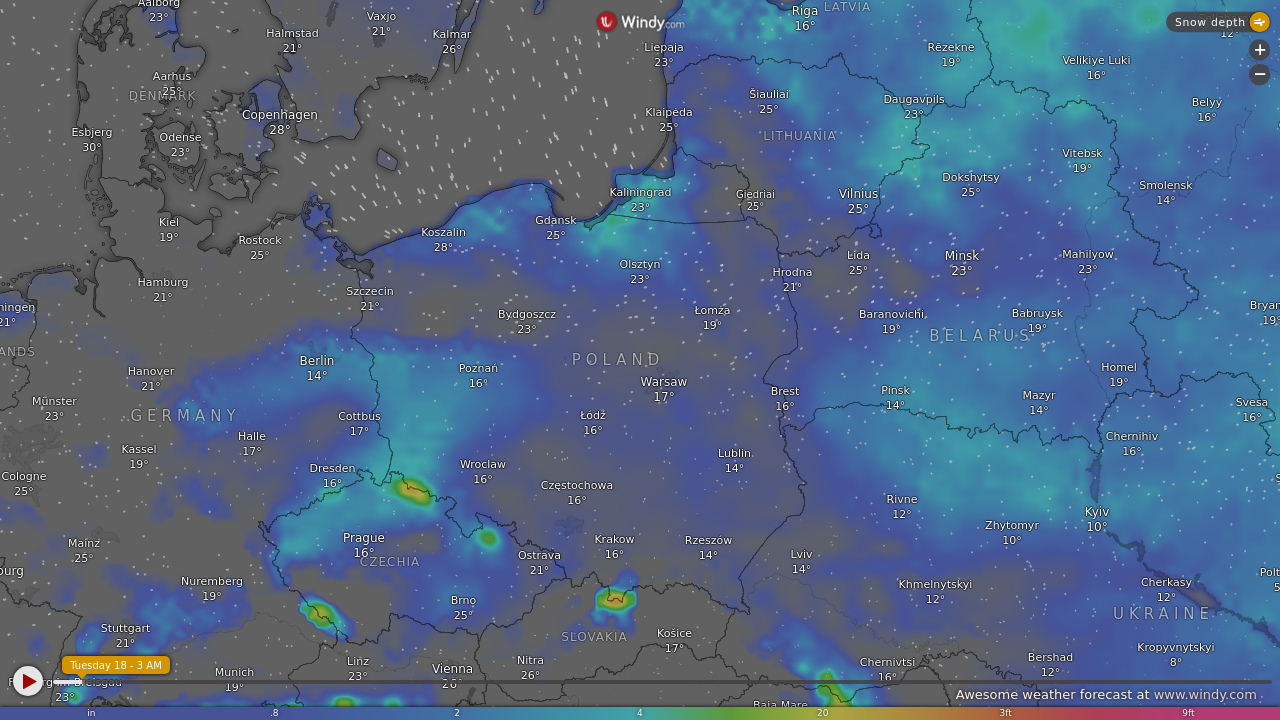 Aalborg
23°
Vaxjo
21°
Riga
16°
LATVIA
Windy.com
Snow depth
12°
Halmstad
21°
Kalmar
26°
Liepaja
23°
Rēzekne
19°
Velikiye Luki
16°
Aarhus
25°
DENMARK
Šiauliai
25°
Daugavpils
23°
Belyy
16°
Esbjerg
30°
Odense
23°
Copenhagen
28°
Klaipėda
25°
LITHUANIA
Vitebsk
19°
Dokshytsy
25°
Smolensk
14°
Kaliningrad
23°
Giedriai
25°
Vilnius
25°
Kiel
19°
Rostock
25°
Koszalin
28°
Gdansk
25°
Olsztyn
23°
Hrodna
21°
Lida
25°
Minsk
23°
Mahilyow
23°
Hamburg
21°
Szczecin
21°
ningen
21°
Bydgoszcz
23°
Łomża
19°
Baranovichi
19°
Babruysk
19°
Bryan
19°
BELARUS
ANDS
Hanover
21°
Berlin
14°
Poznań
16°
POLAND
Warsaw
17°
Brest
16°
Pinsk
14°
Homel
19°
Mazyr
14°
Svesa
16°
Münster
23°
GERMANY
Cottbus
17°
Łódź
16°
Kassel
19°
Halle
17°
Chernihiv
16°
Cologne
25°
Dresden
16°
Wroclaw
16°
Lublin
14°
Częstochowa
16°
Rivne
12°
Kyiv
10°
Zhytomyr
10°
Mainz
25°
Prague
16°
CZECHIA
Ostrava
21°
Krakow
16°
Rzeszów
14°
Lviv
14°
burg
Nuremberg
19°
Brno
25°
Khmelnytskyi
12°
Cherkasy
12°
Polt
5
UKRAINE
Stuttgart
21°
SLOVAKIA
Košice
17°
Kropyvnytskyi
8°
Tuesday 18 - 3 AM
23°
Munich
19°
Linz
23°
Vienna
26°
Nitra
26°
Chernivtsi
16°
Bershad
12°
Baia Mare
Awesome weather forecast at www.windy.com
in .8 2 4 20 3ft 9ft